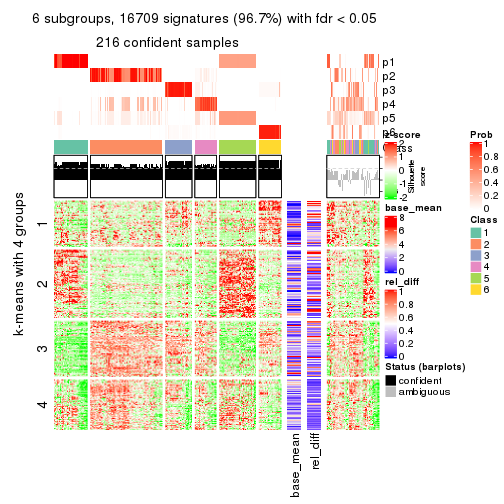 6 subgroups, 16709 signatures (96.7%) with fdr < 0.05
216 confident samples
p1
p2
p3
p4
p5
p6
Class
Silhouette
score
k-means with 4 groups
1
2
3
4
base_mean
rel_diff
z-score
2
1
0
-1
-2
base_mean
8
6
4
2
0
rel_diff
1
0.8
0.6
0.4
0.2
0
Status (barplots)
confident
ambiguous
Prob
1
0.8
0.6
0.4
0.2
0
Class
1
2
3
4
5
6